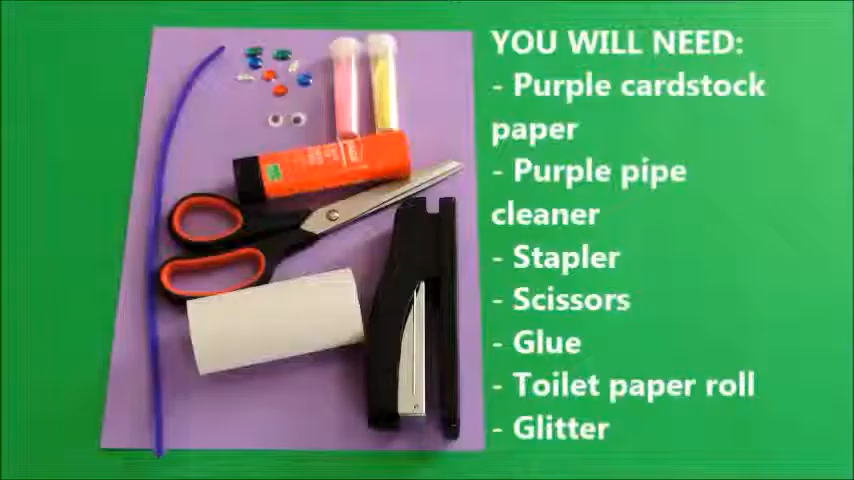 YOU WILL NEED:
- Purple cardstock
paper
- Purple pipe
cleaner
- Stapler
- Scissors
- Glue
- Toilet paper roll
- Glitter